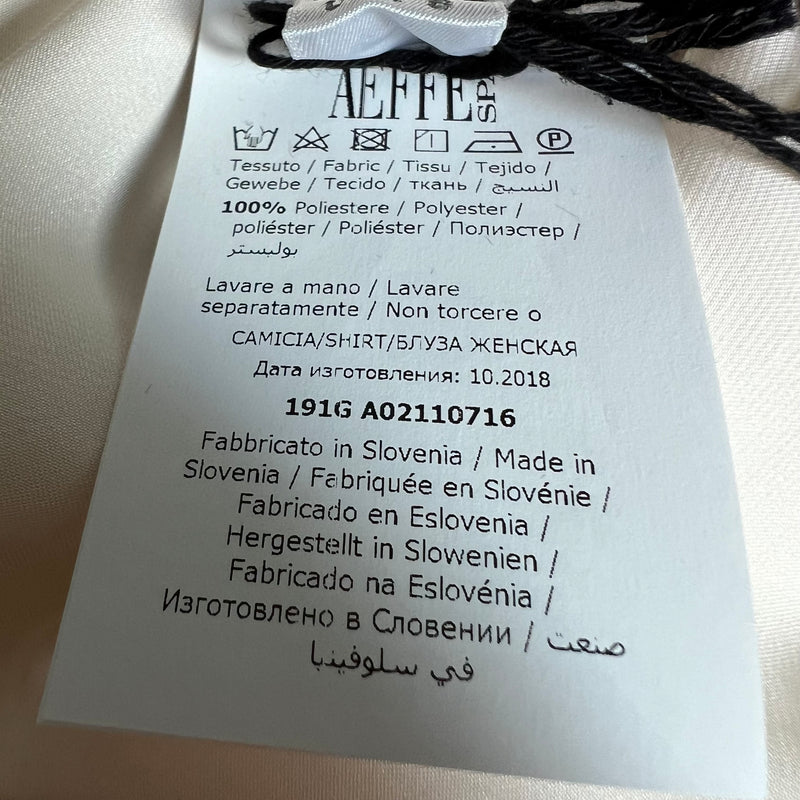 AEFFE SPA
Tessuto / Fabric / Tissu / Tejido /
Gewebe / Tecido / ткань / النسيج
100% Poliestere / Polyester /
poliéster / Poliéster / Полиэстер /
بوليستر
Lavare a mano / Lavare
separatamente / Non torcere o
CAMICIA/SHIRT/БЛУЗА ЖЕНСКАЯ
Дата изготовления: 10.2018
191G A02110716
Fabbricato in Slovenia / Made in
Slovenia / Fabriquée en Slovénie /
Fabricado en Eslovenia /
Hergestellt in Slowenien /
Fabricado na Eslovénia /
Изготовлено в Словении / صنعت
في سلوفينيا